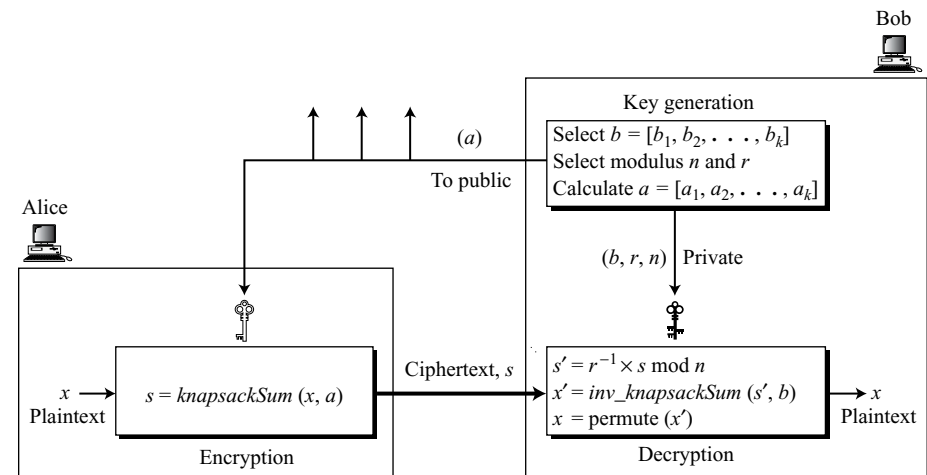 Bob
Key generation
Select b = [b₁, b₂, . . . , bₖ]
Select modulus n and r
Calculate a = [a₁, a₂, . . . , aₖ]
(a)
To public
Alice
(b, r, n) Private
x
Plaintext
s = knapsackSum (x, a)
Encryption
Ciphertext, s
s′ = r⁻¹ × s mod n
x′ = inv_knapsackSum (s′, b)
x = permute (x′)
Decryption
x
Plaintext